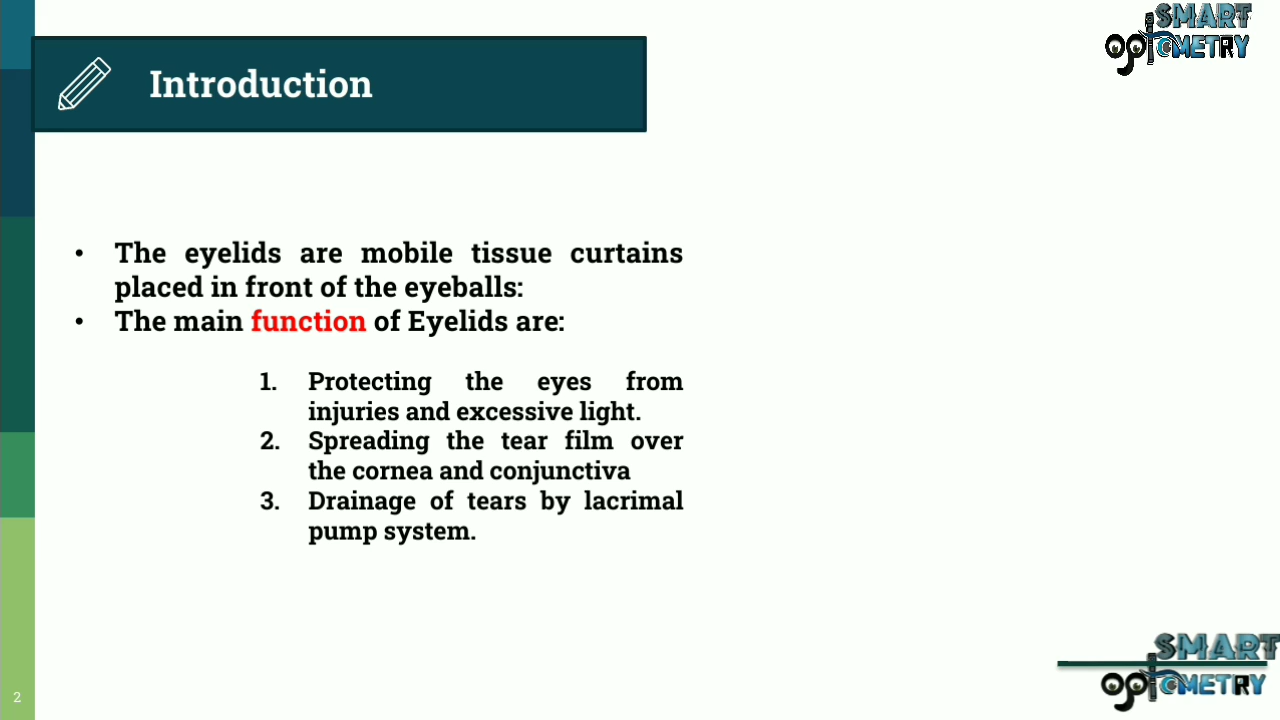 SMART
OptOMETRY
Introduction
• The eyelids are mobile tissue curtains
placed in front of the eyeballs:
• The main function of Eyelids are:
1. Protecting the eyes from
injuries and excessive light.
2. Spreading the tear film over
the cornea and conjunctiva
3. Drainage of tears by lacrimal
pump system.
2
SMART
OptOMETRY